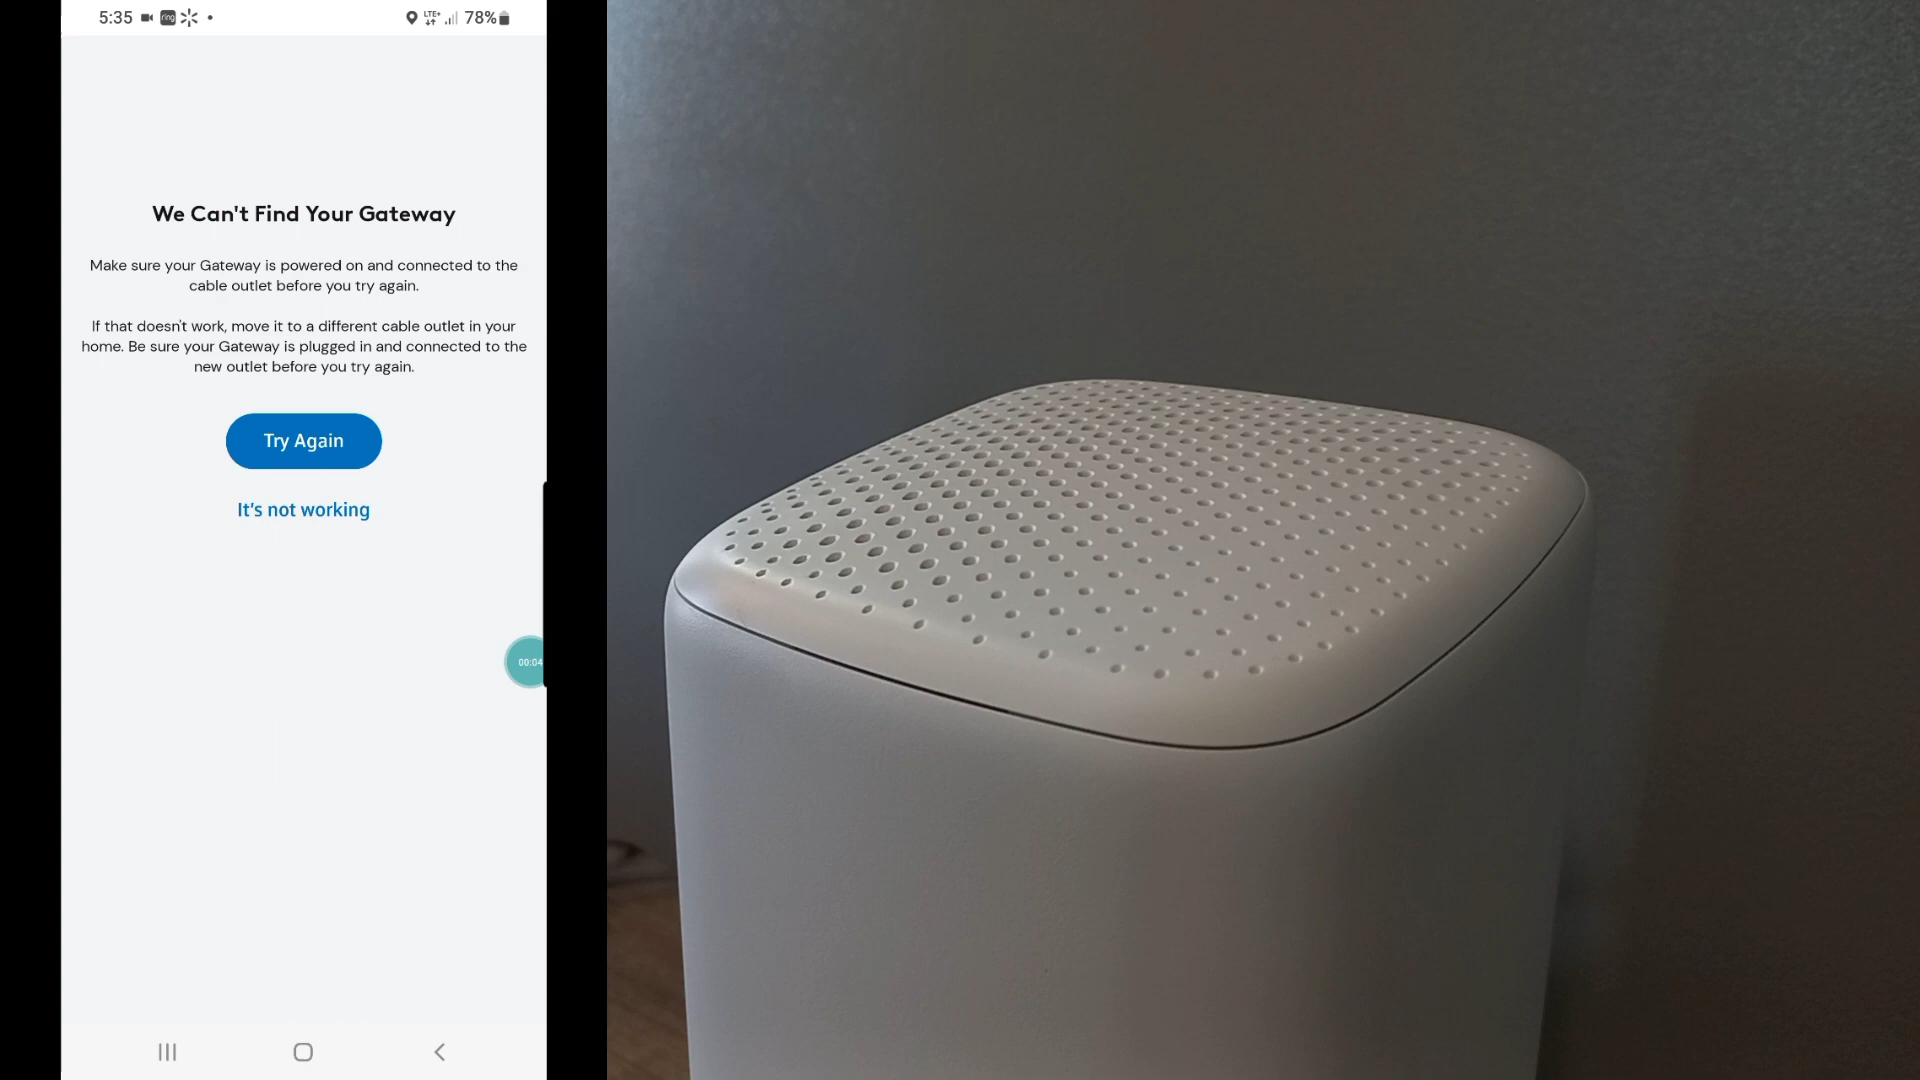 5:35 ring LTE+ 78%
We Can't Find Your Gateway
Make sure your Gateway is powered on and connected to the
cable outlet before you try again.
If that doesn't work, move it to a different cable outlet in your
home. Be sure your Gateway is plugged in and connected to the
new outlet before you try again.
Try Again
It's not working
00:04